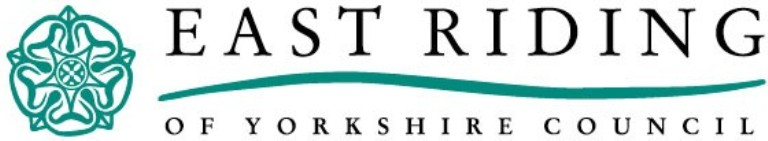 EAST RIDING
OF YORKSHIRE COUNCIL